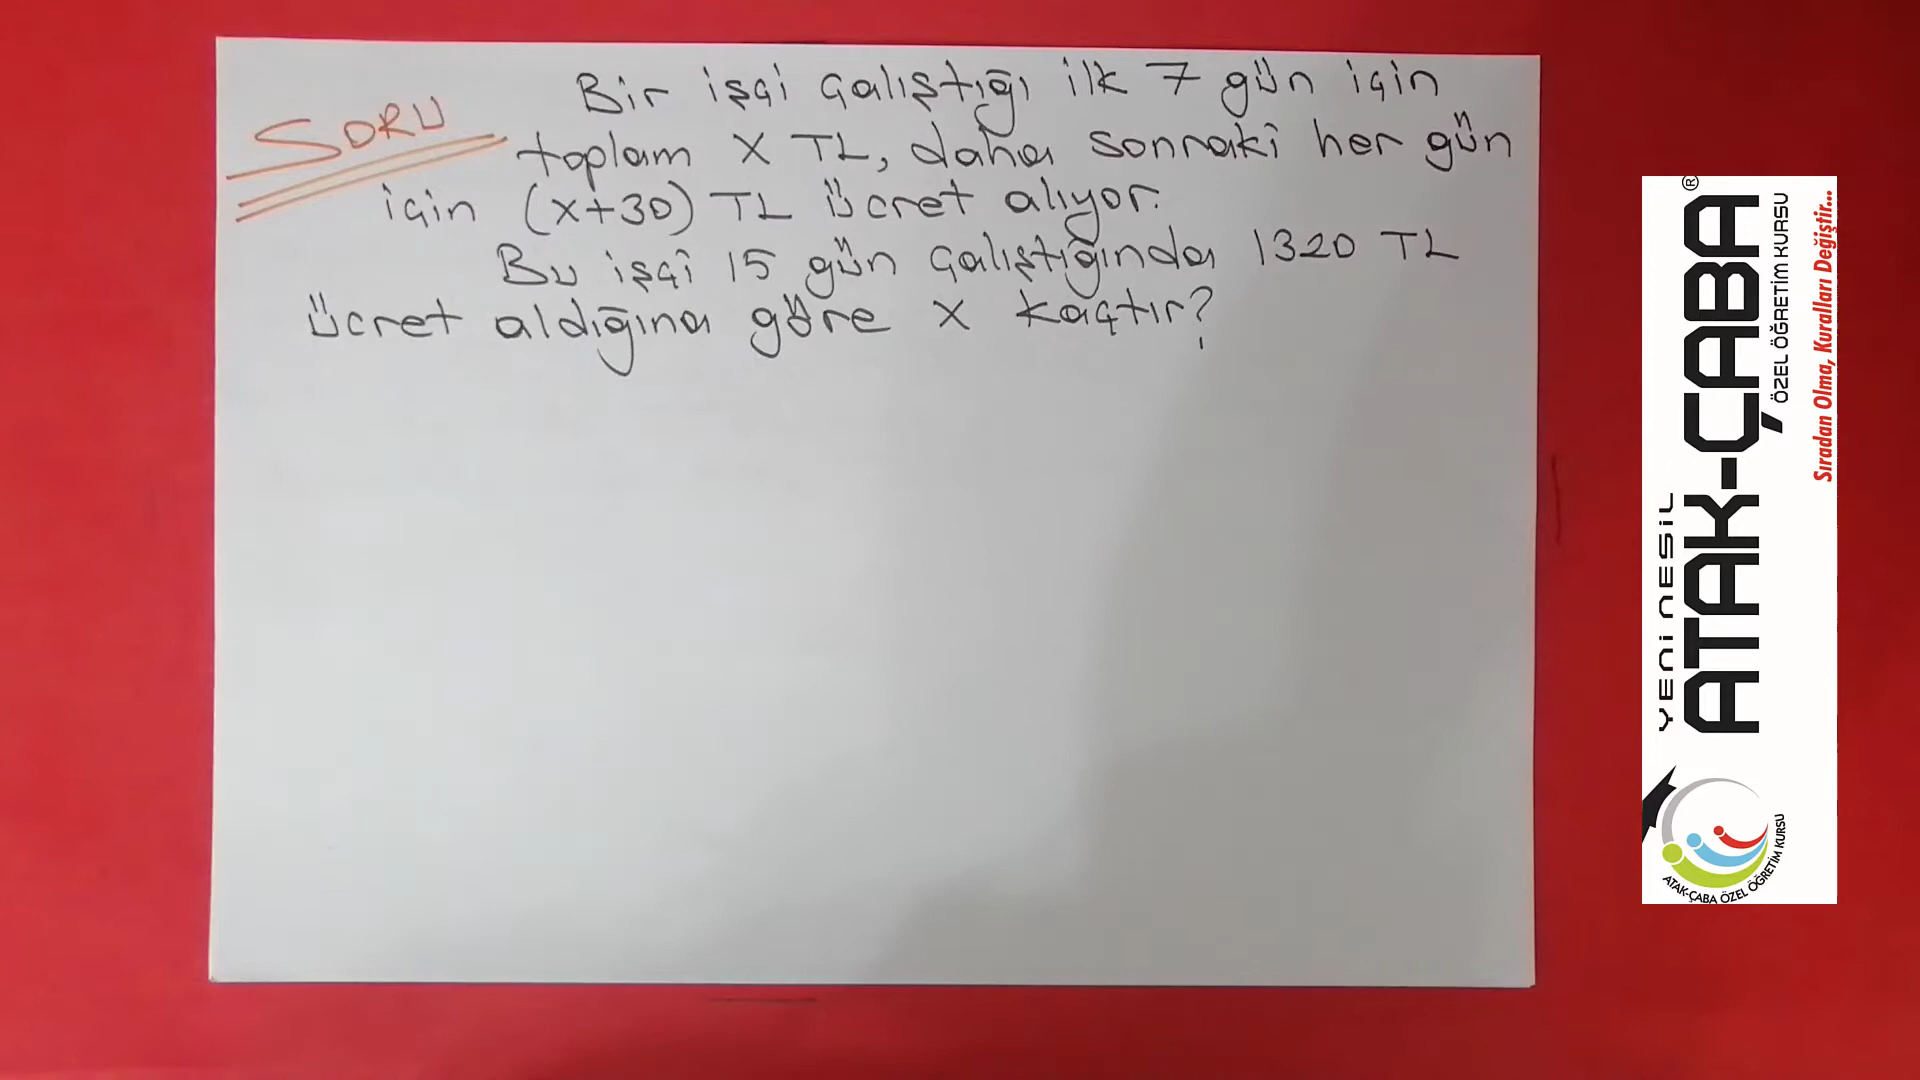 SORU
Bir işçi çalıştığı ilk 7 gün için
toplam x TL, daha sonraki her gün
için (x+30) TL ücret alıyor.
Bu işçi 15 gün çalıştığında 1320 TL
ücret aldığına göre x kaçtır?
YENİ NESİL
ATAK-ÇABA®
ÖZEL ÖĞRETİM KURSU
Sıradan Olma, Kuralları Değiştir...
ATAK-ÇABA ÖZEL ÖĞRETİM KURSU